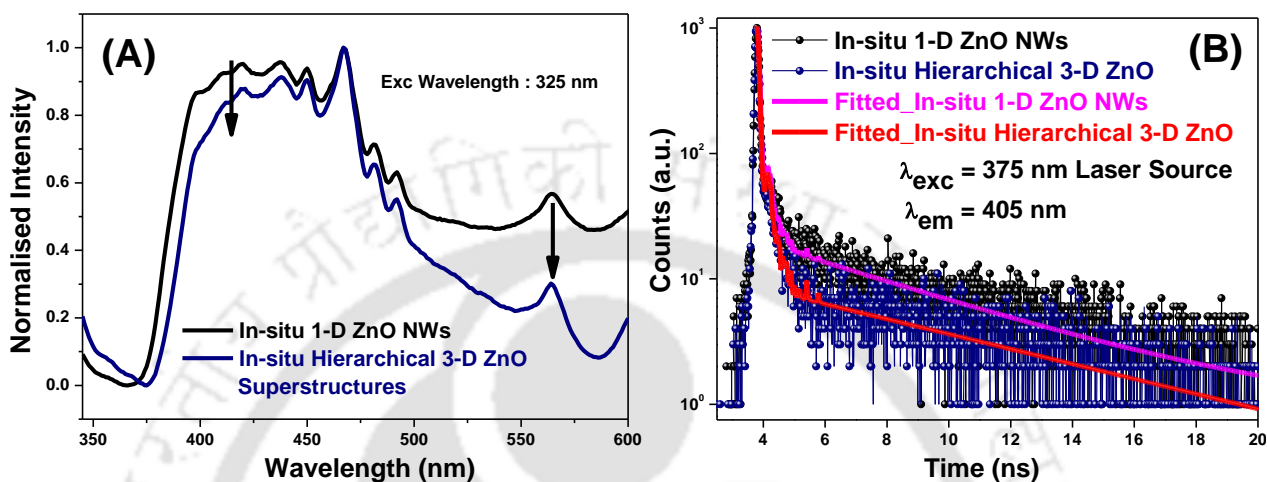 (A)
Exc Wavelength : 325 nm
In-situ 1-D ZnO NWs
In-situ Hierarchical 3-D ZnO
Superstructures
Normalised Intensity
1.0
0.8
0.6
0.4
0.2
0.0
350
400
450
500
550
600
Wavelength (nm)
(B)
In-situ 1-D ZnO NWs
In-situ Hierarchical 3-D ZnO
Fitted_In-situ 1-D ZnO NWs
Fitted_In-situ Hierarchical 3-D ZnO
λexc = 375 nm Laser Source
λem = 405 nm
Counts (a.u.)
10³
10²
10¹
10⁰
4
6
8
10
12
14
16
18
20
Time (ns)